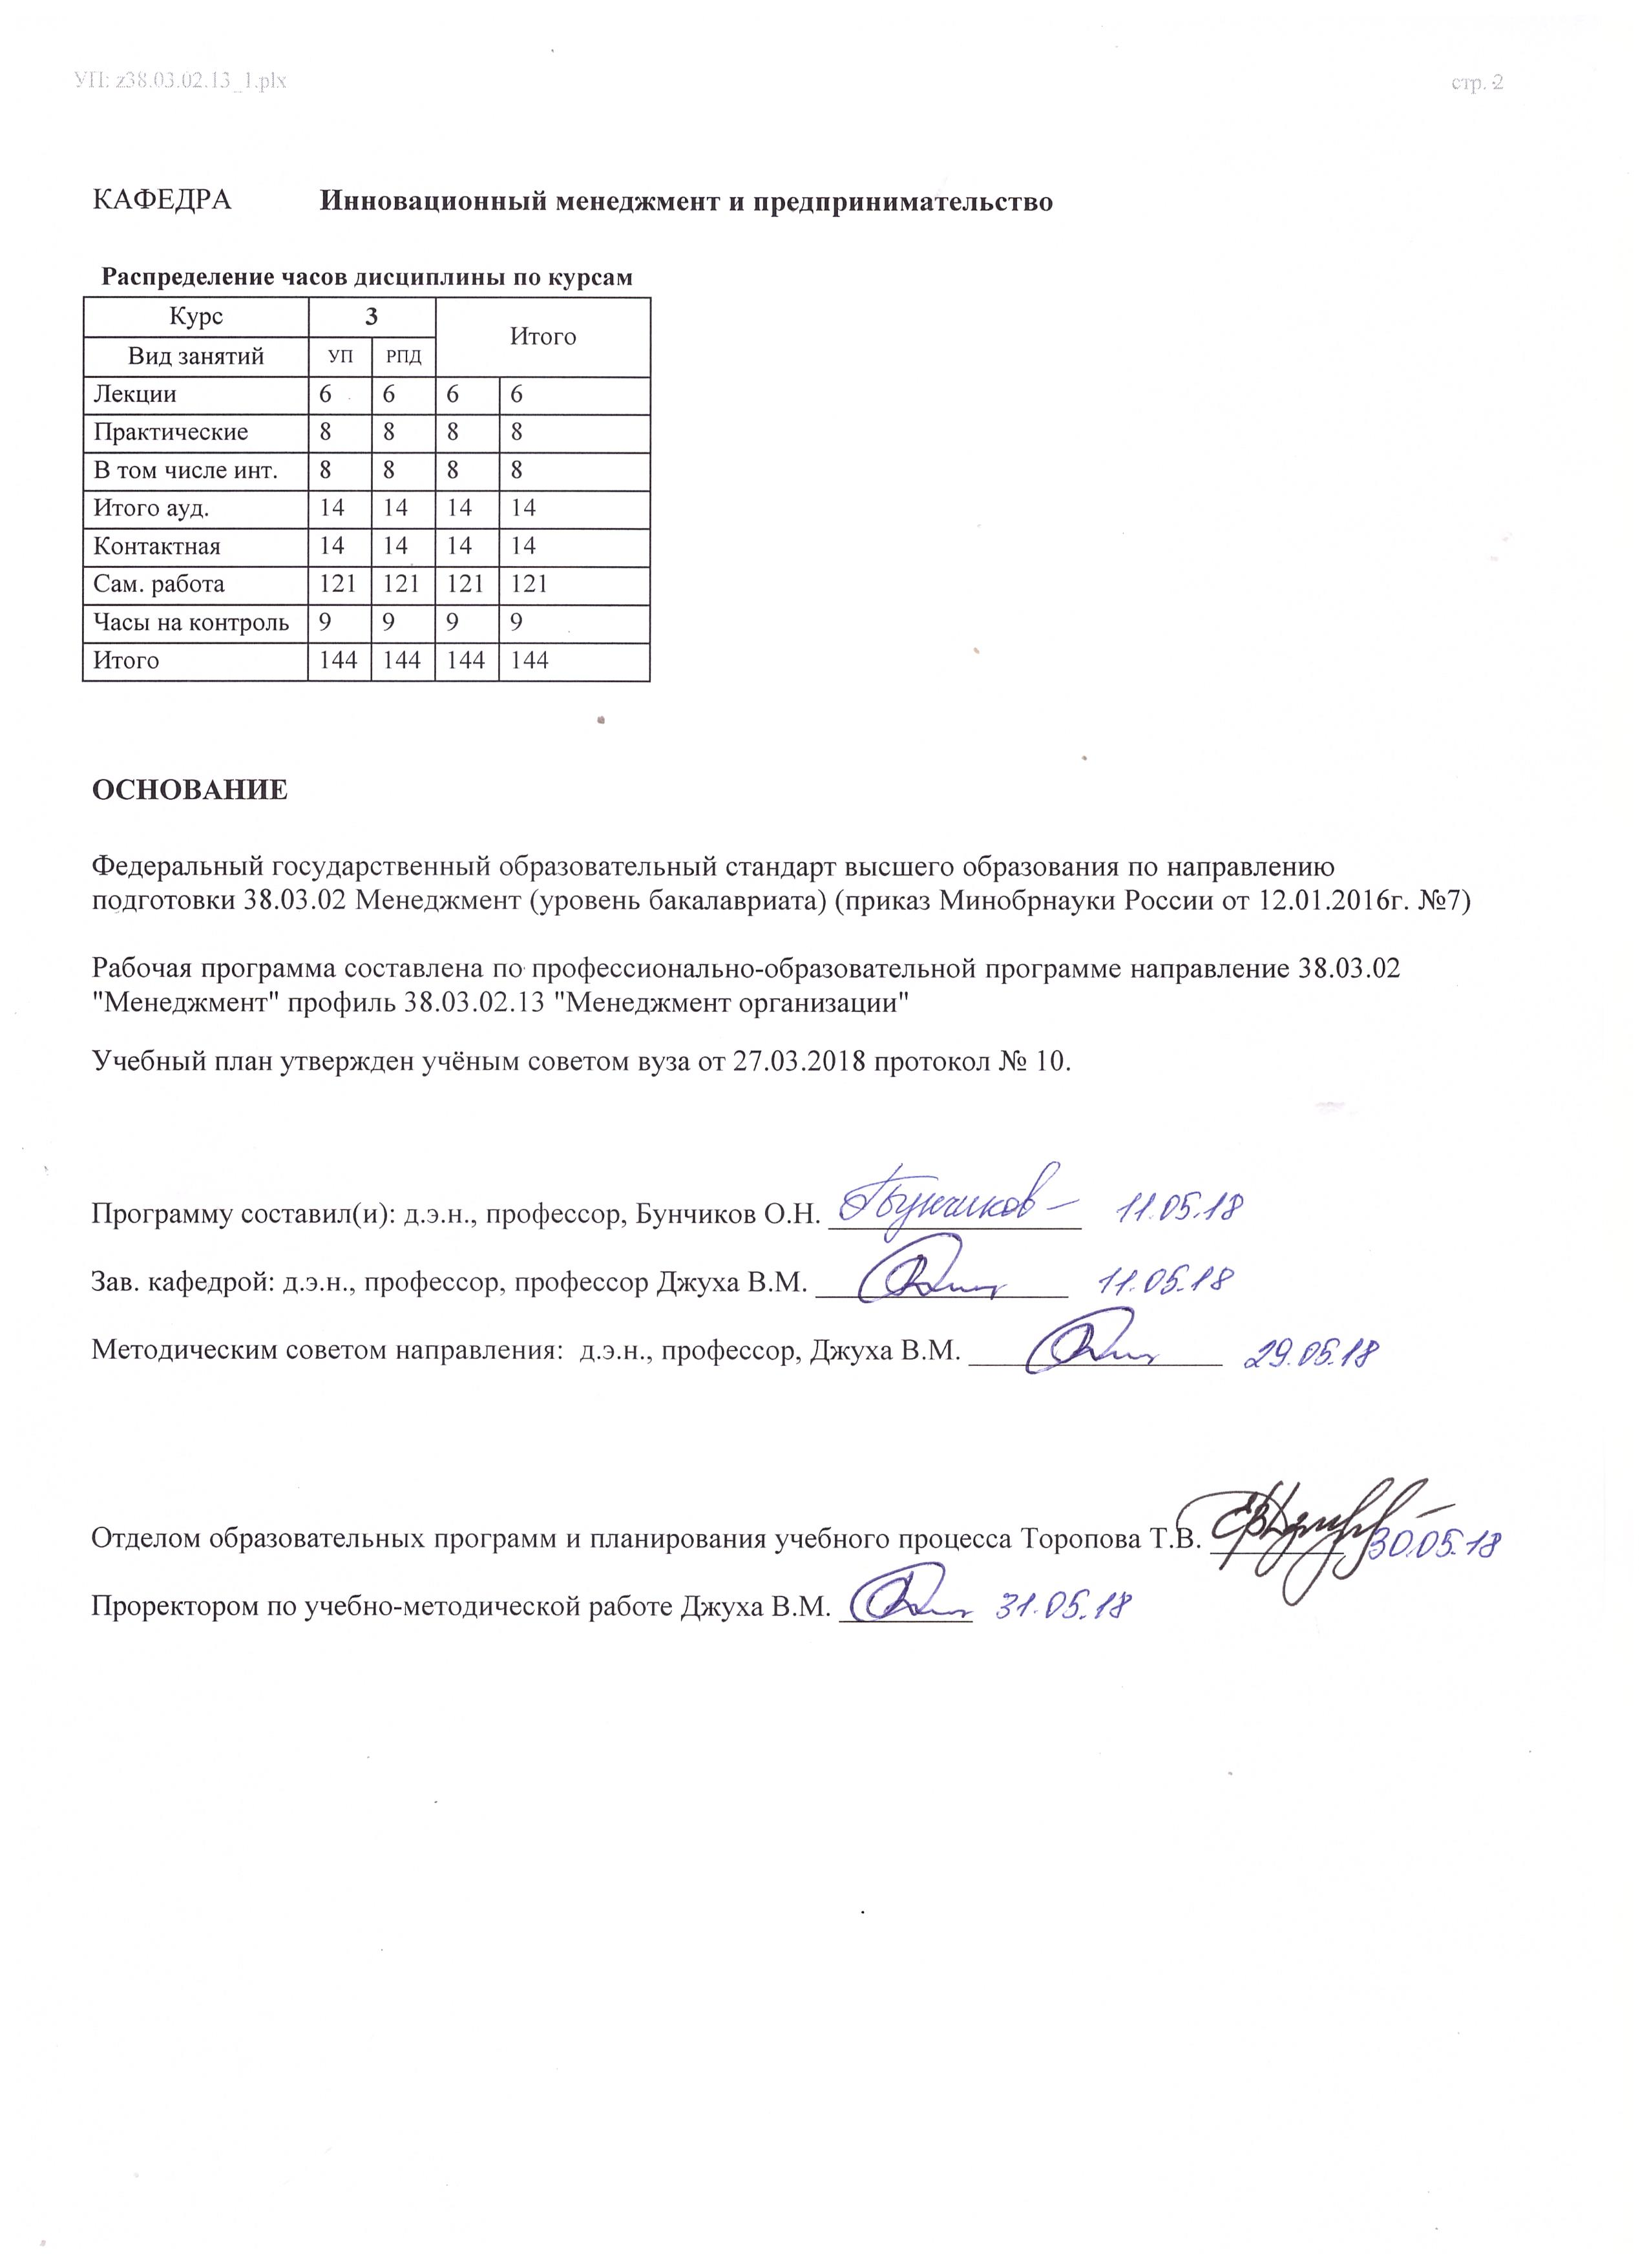 УП: z38.03.02.13_1.plx стр. 2
КАФЕДРА Инновационный менеджмент и предпринимательство
Распределение часов дисциплины по курсам
Курс 3 Итого
Вид занятий УП РПД
Лекции 6 6 6 6
Практические 8 8 8 8
В том числе инт. 8 8 8 8
Итого ауд. 14 14 14 14
Контактная 14 14 14 14
Сам. работа 121 121 121 121
Часы на контроль 9 9 9 9
Итого 144 144 144 144
ОСНОВАНИЕ
Федеральный государственный образовательный стандарт высшего образования по направлению
подготовки 38.03.02 Менеджмент (уровень бакалавриата) (приказ Минобрнауки России от 12.01.2016г. №7)
Рабочая программа составлена по профессионально-образовательной программе направление 38.03.02
"Менеджмент" профиль 38.03.02.13 "Менеджмент организации"
Учебный план утвержден учёным советом вуза от 27.03.2018 протокол № 10.
Программу составил(и): д.э.н., профессор, Бунчиков О.Н. Бунчиков 11.05.18
Зав. кафедрой: д.э.н., профессор, профессор Джуха В.М. 11.05.18
Методическим советом направления: д.э.н., профессор, Джуха В.М. 29.05.18
Отделом образовательных программ и планирования учебного процесса Торопова Т.В. 30.05.18
Проректором по учебно-методической работе Джуха В.М. 31.05.18